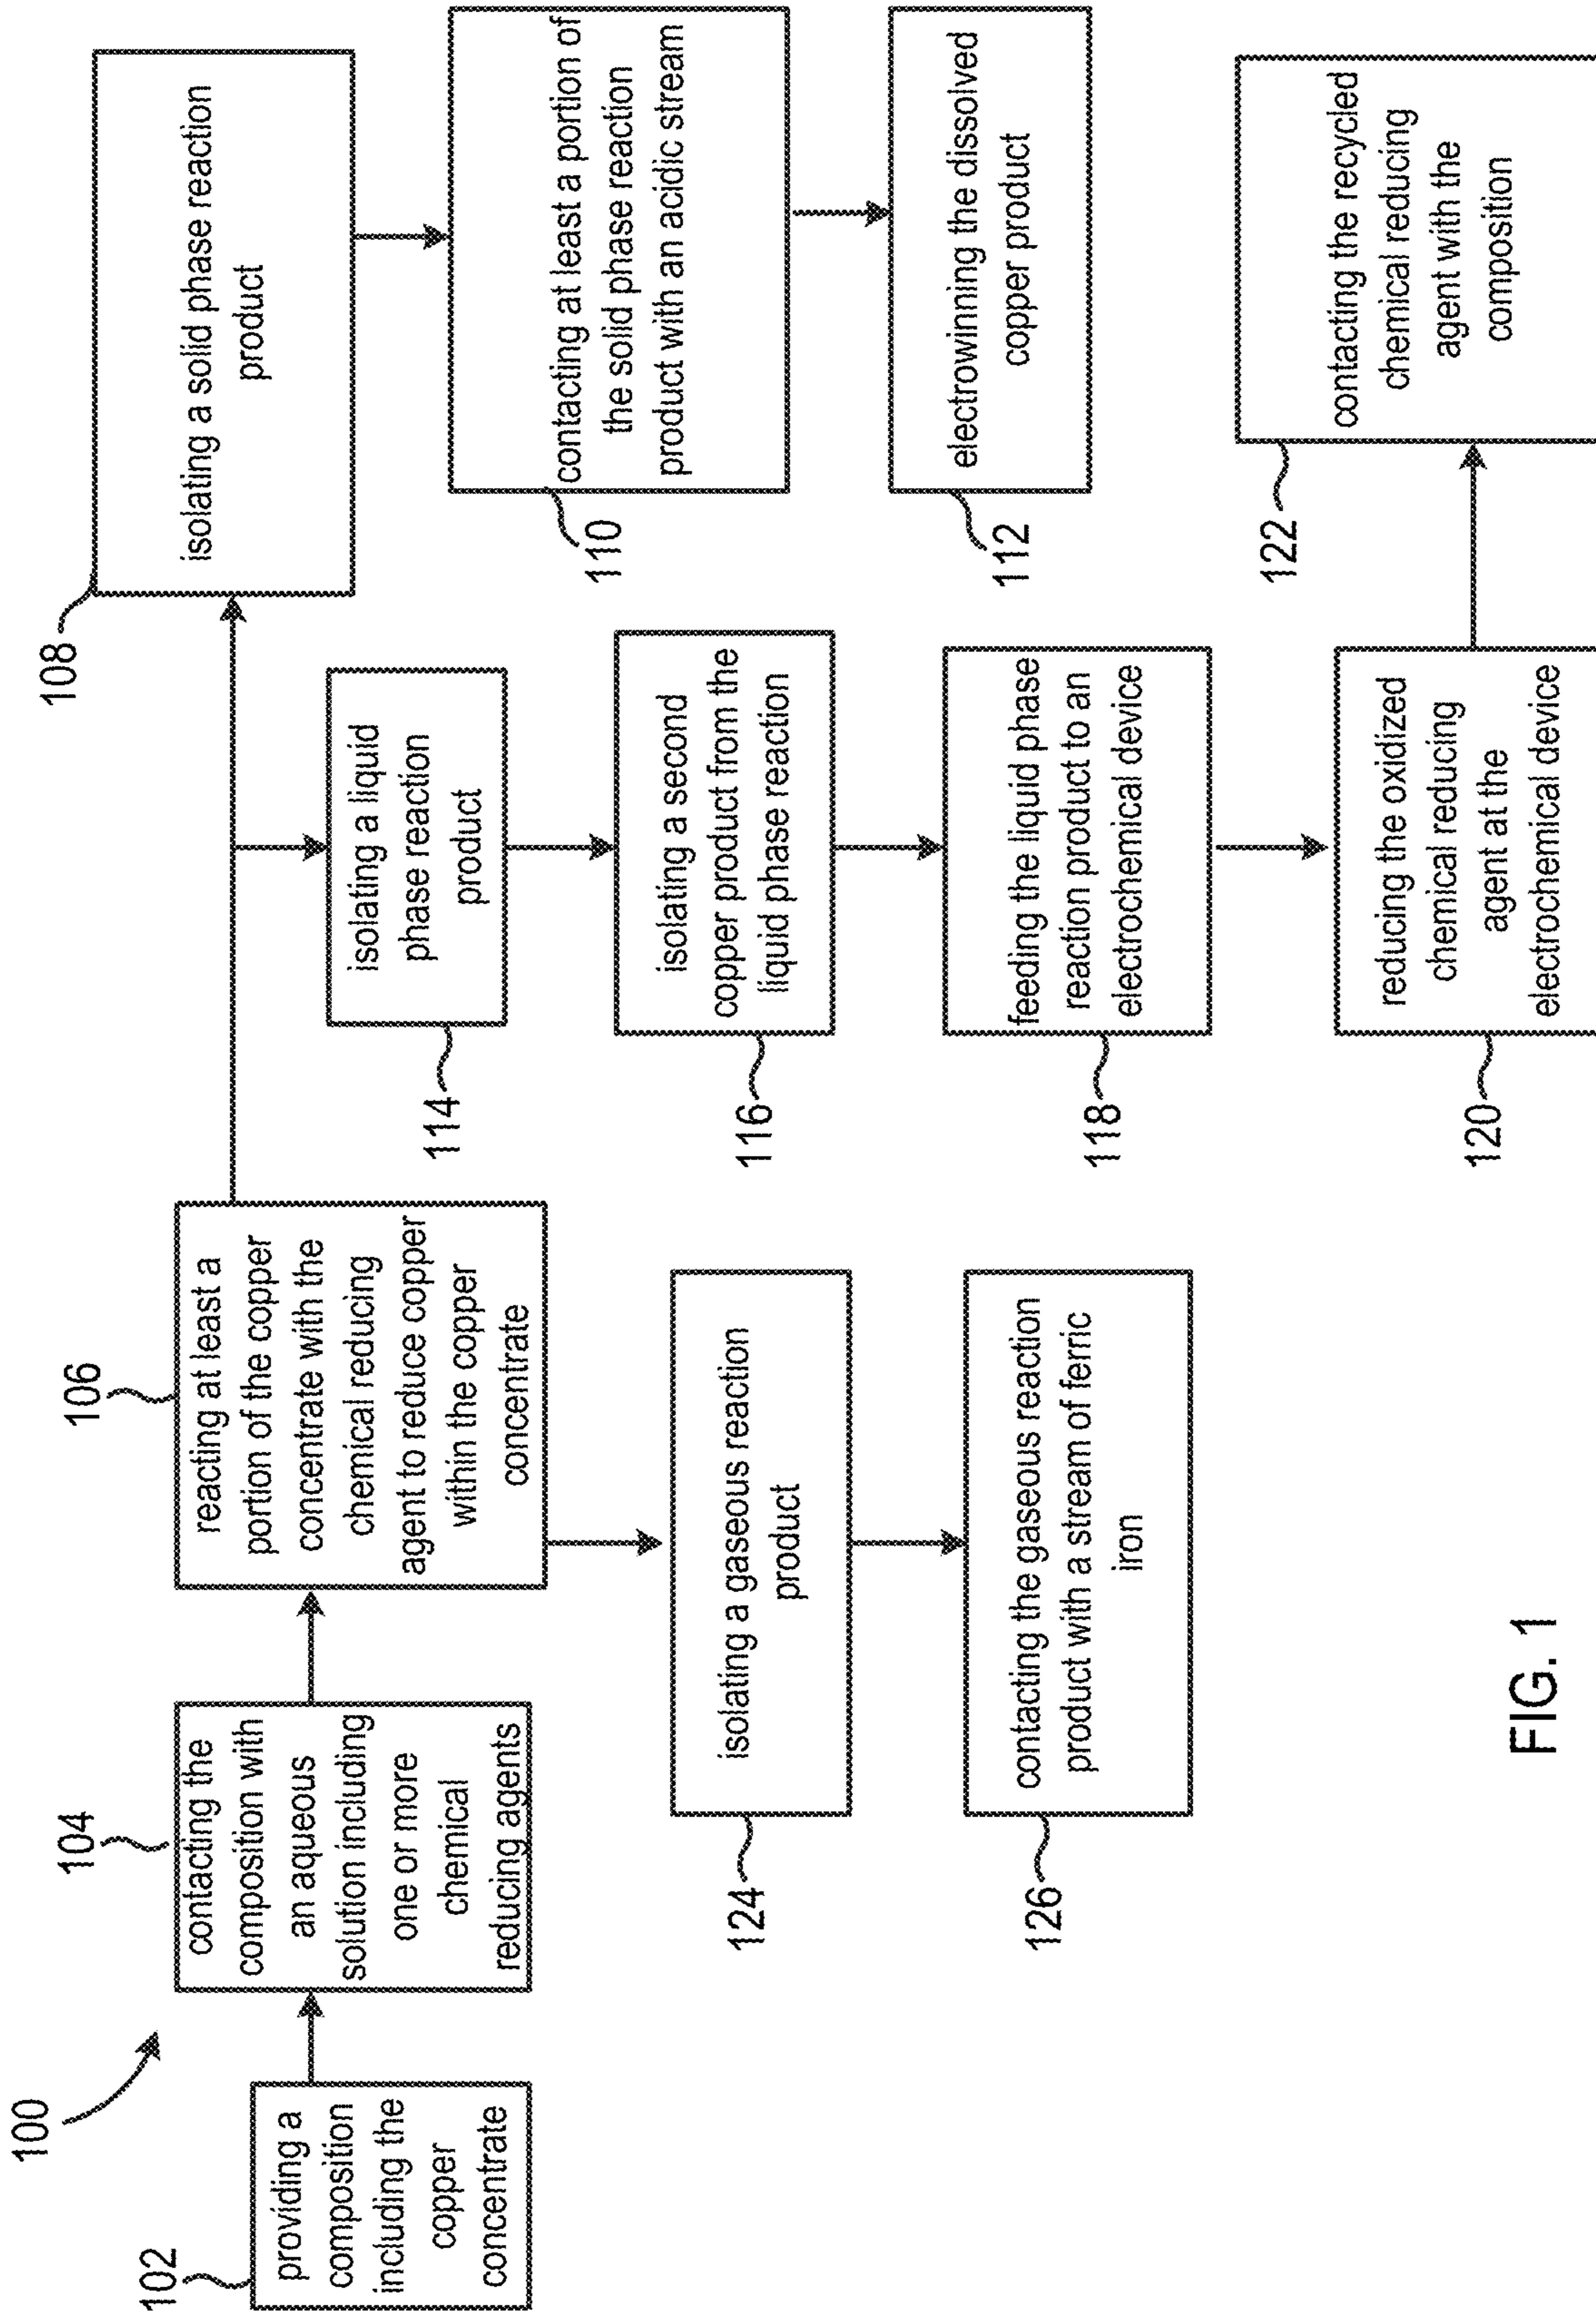 100
102
providing a
composition
including the
copper
concentrate
104
contacting the
composition with
an aqueous
solution including
one or more
chemical
reducing agents
106
reacting at least a
portion of the copper
concentrate with the
chemical reducing
agent to reduce copper
within the copper
concentrate
108
isolating a solid phase reaction
product
110
contacting at least a portion of
the solid phase reaction
product with an acidic stream
112
electrowinning the dissolved
copper product
114
isolating a liquid
phase reaction
product
116
isolating a second
copper product from the
liquid phase reaction
118
feeding the liquid phase
reaction product to an
electrochemical device
120
reducing the oxidized
chemical reducing
agent at the
electrochemical device
122
contacting the recycled
chemical reducing
agent with the
composition
124
isolating a gaseous reaction
product
126
contacting the gaseous reaction
product with a stream of ferric
iron
FIG. 1